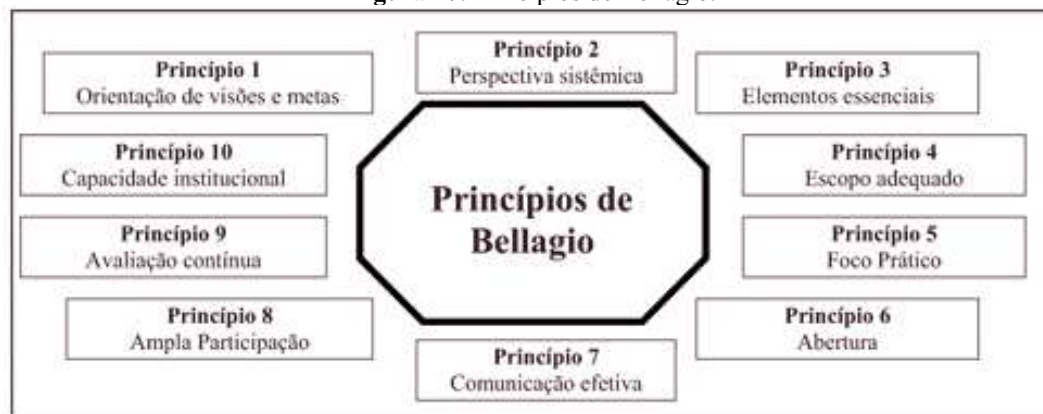 Princípio 1
Orientação de visões e metas
Princípio 2
Perspectiva sistêmica
Princípio 3
Elementos essenciais
Princípio 10
Capacidade institucional
Princípio 4
Escopo adequado
Princípios de
Bellagio
Princípio 9
Avaliação contínua
Princípio 5
Foco Prático
Princípio 8
Ampla Participação
Princípio 6
Abertura
Princípio 7
Comunicação efetiva